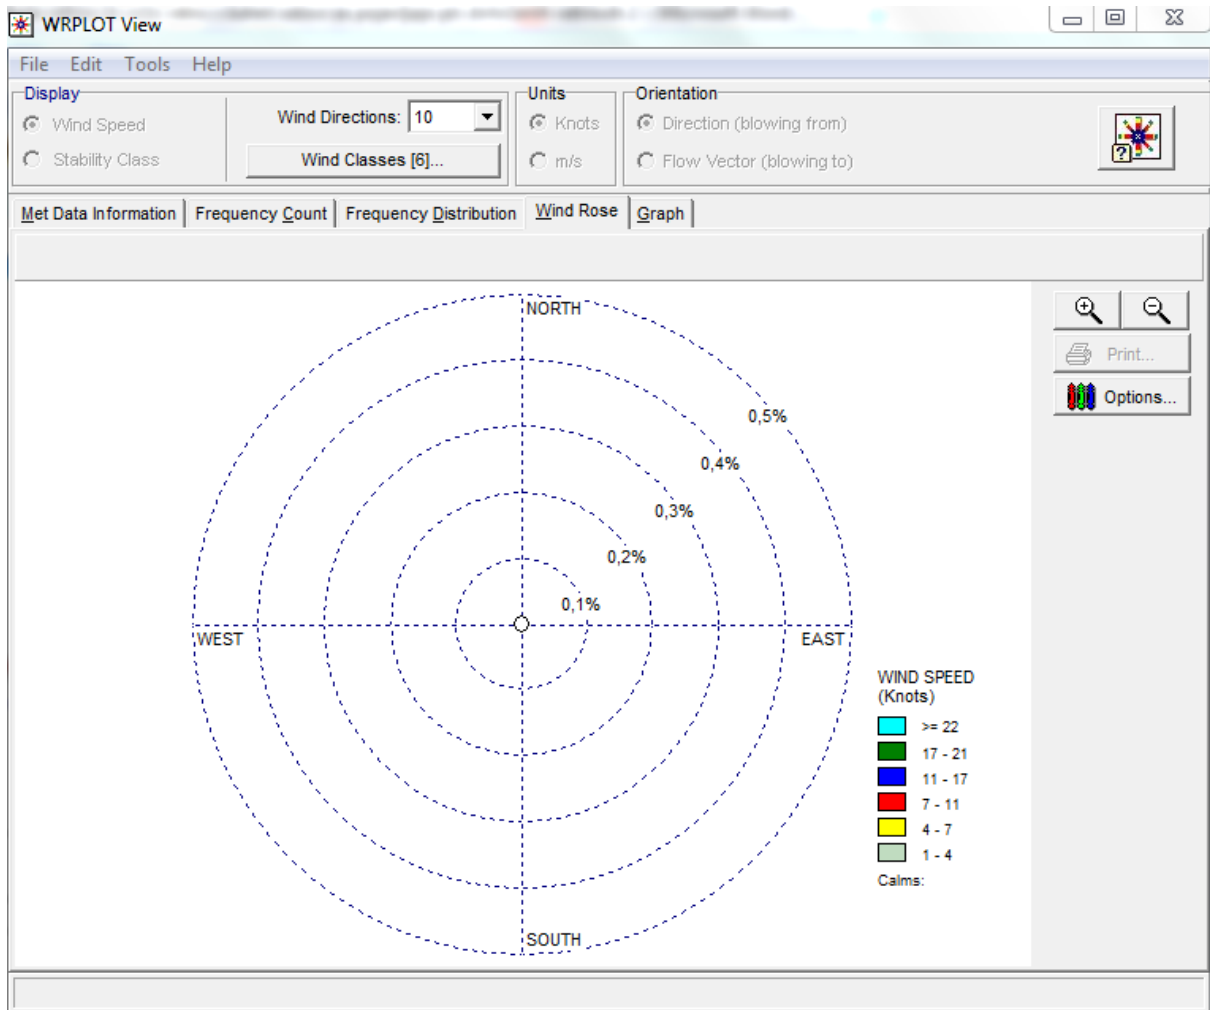 WRPLOT View
File Edit Tools Help
Display
Wind Speed
Stability Class
Wind Directions: 10
Wind Classes [6]...
Units
Knots
m/s
Orientation
Direction (blowing from)
Flow Vector (blowing to)
?
Met Data Information Frequency Count Frequency Distribution Wind Rose Graph
NORTH
0,5%
0,4%
0,3%
0,2%
0,1%
WEST
EAST
SOUTH
WIND SPEED
(Knots)
>= 22
17 - 21
11 - 17
7 - 11
4 - 7
1 - 4
Calms:
Print...
Options...